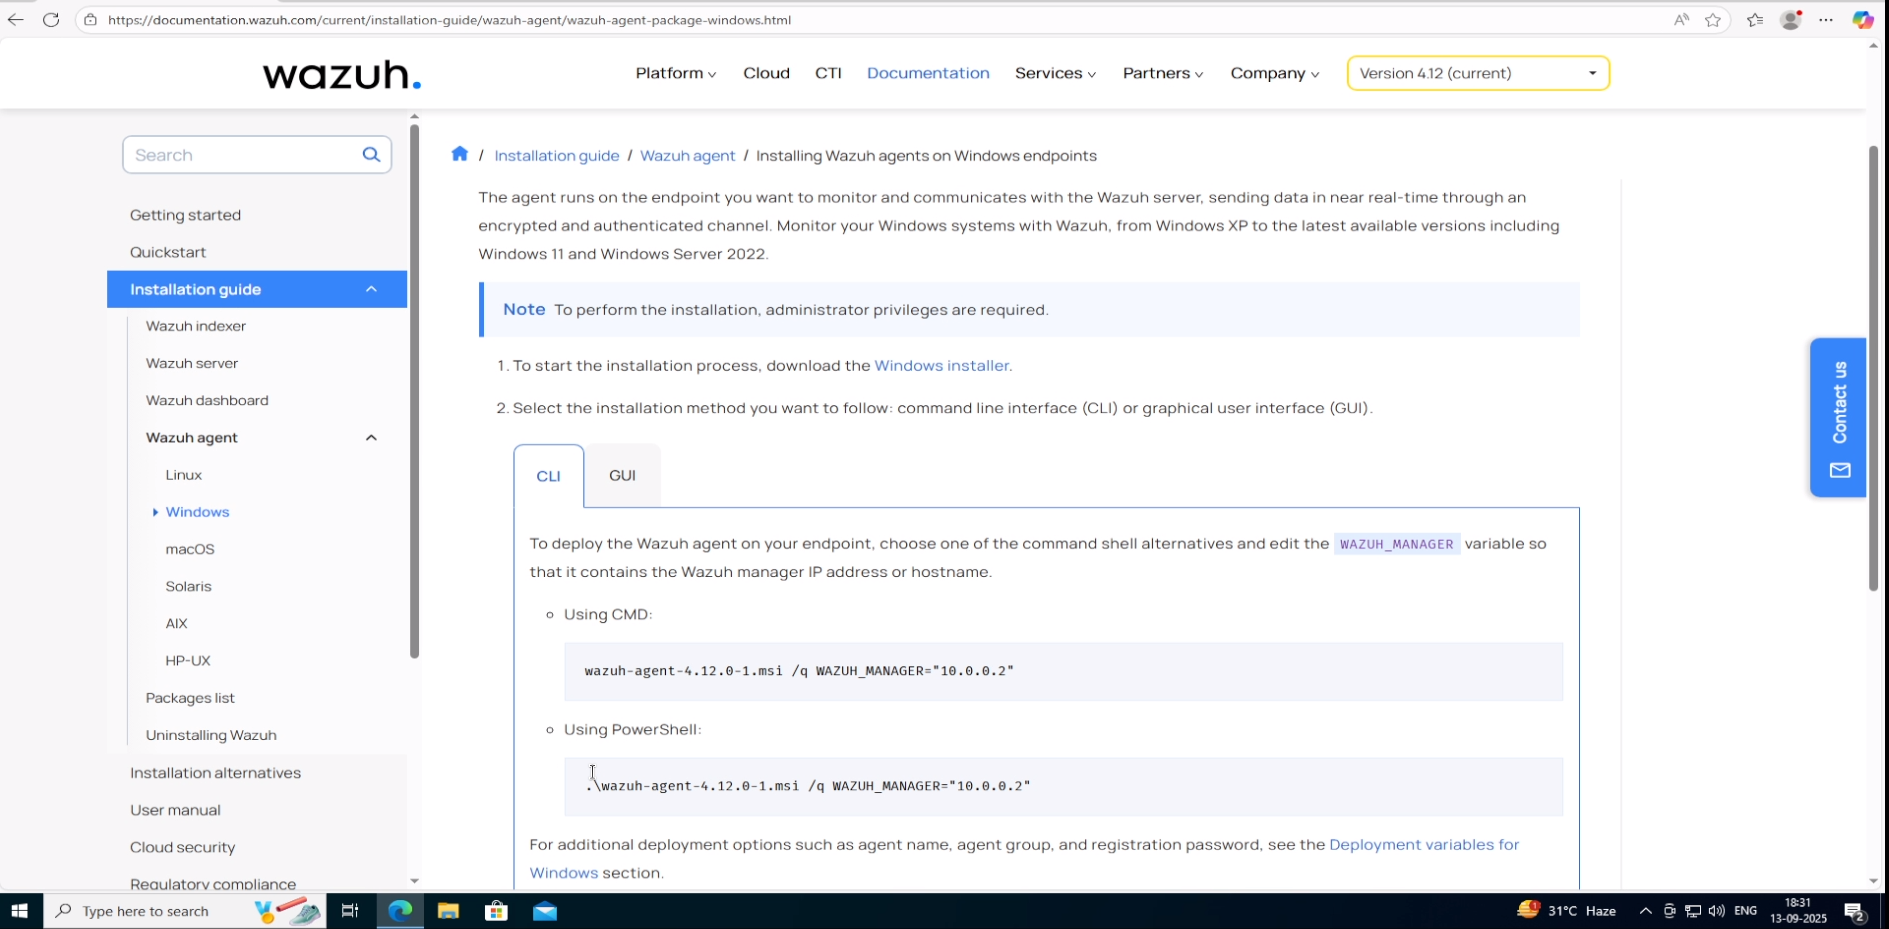 https://documentation.wazuh.com/current/installation-guide/wazuh-agent/wazuh-agent-package-windows.html
wazuh.
Platform
Cloud
CTI
Documentation
Services
Partners
Company
Version 4.12 (current)
Search
Getting started
Quickstart
Installation guide
Wazuh indexer
Wazuh server
Wazuh dashboard
Wazuh agent
Linux
Windows
macOS
Solaris
AIX
HP-UX
Packages list
Uninstalling Wazuh
Installation alternatives
User manual
Cloud security
Regulatory compliance
/ Installation guide / Wazuh agent / Installing Wazuh agents on Windows endpoints
The agent runs on the endpoint you want to monitor and communicates with the Wazuh server, sending data in near real-time through an
encrypted and authenticated channel. Monitor your Windows systems with Wazuh, from Windows XP to the latest available versions including
Windows 11 and Windows Server 2022.
Note To perform the installation, administrator privileges are required.
1. To start the installation process, download the Windows installer.
2. Select the installation method you want to follow: command line interface (CLI) or graphical user interface (GUI).
CLI
GUI
To deploy the Wazuh agent on your endpoint, choose one of the command shell alternatives and edit the WAZUH_MANAGER variable so
that it contains the Wazuh manager IP address or hostname.
Using CMD:
wazuh-agent-4.12.0-1.msi /q WAZUH_MANAGER="10.0.0.2"
Using PowerShell:
.\wazuh-agent-4.12.0-1.msi /q WAZUH_MANAGER="10.0.0.2"
For additional deployment options such as agent name, agent group, and registration password, see the Deployment variables for
Windows section.
Contact us
Type here to search
1
31°C Haze
ENG
18:31
13-09-2025
2